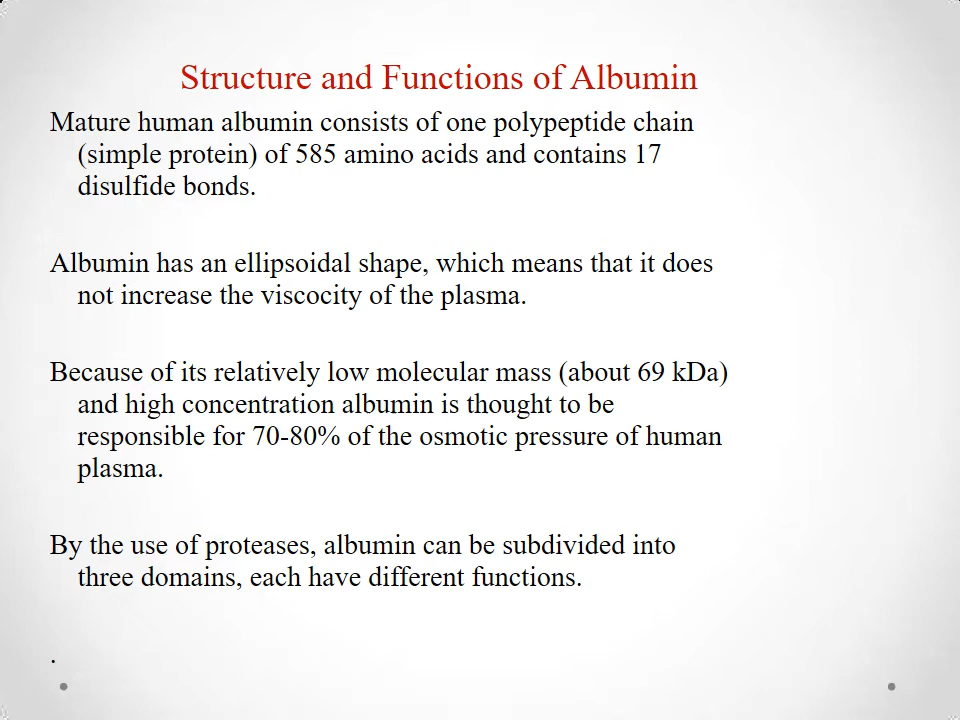 Structure and Functions of Albumin
Mature human albumin consists of one polypeptide chain
(simple protein) of 585 amino acids and contains 17
disulfide bonds.
Albumin has an ellipsoidal shape, which means that it does
not increase the viscocity of the plasma.
Because of its relatively low molecular mass (about 69 kDa)
and high concentration albumin is thought to be
responsible for 70-80% of the osmotic pressure of human
plasma.
By the use of proteases, albumin can be subdivided into
three domains, each have different functions.
.